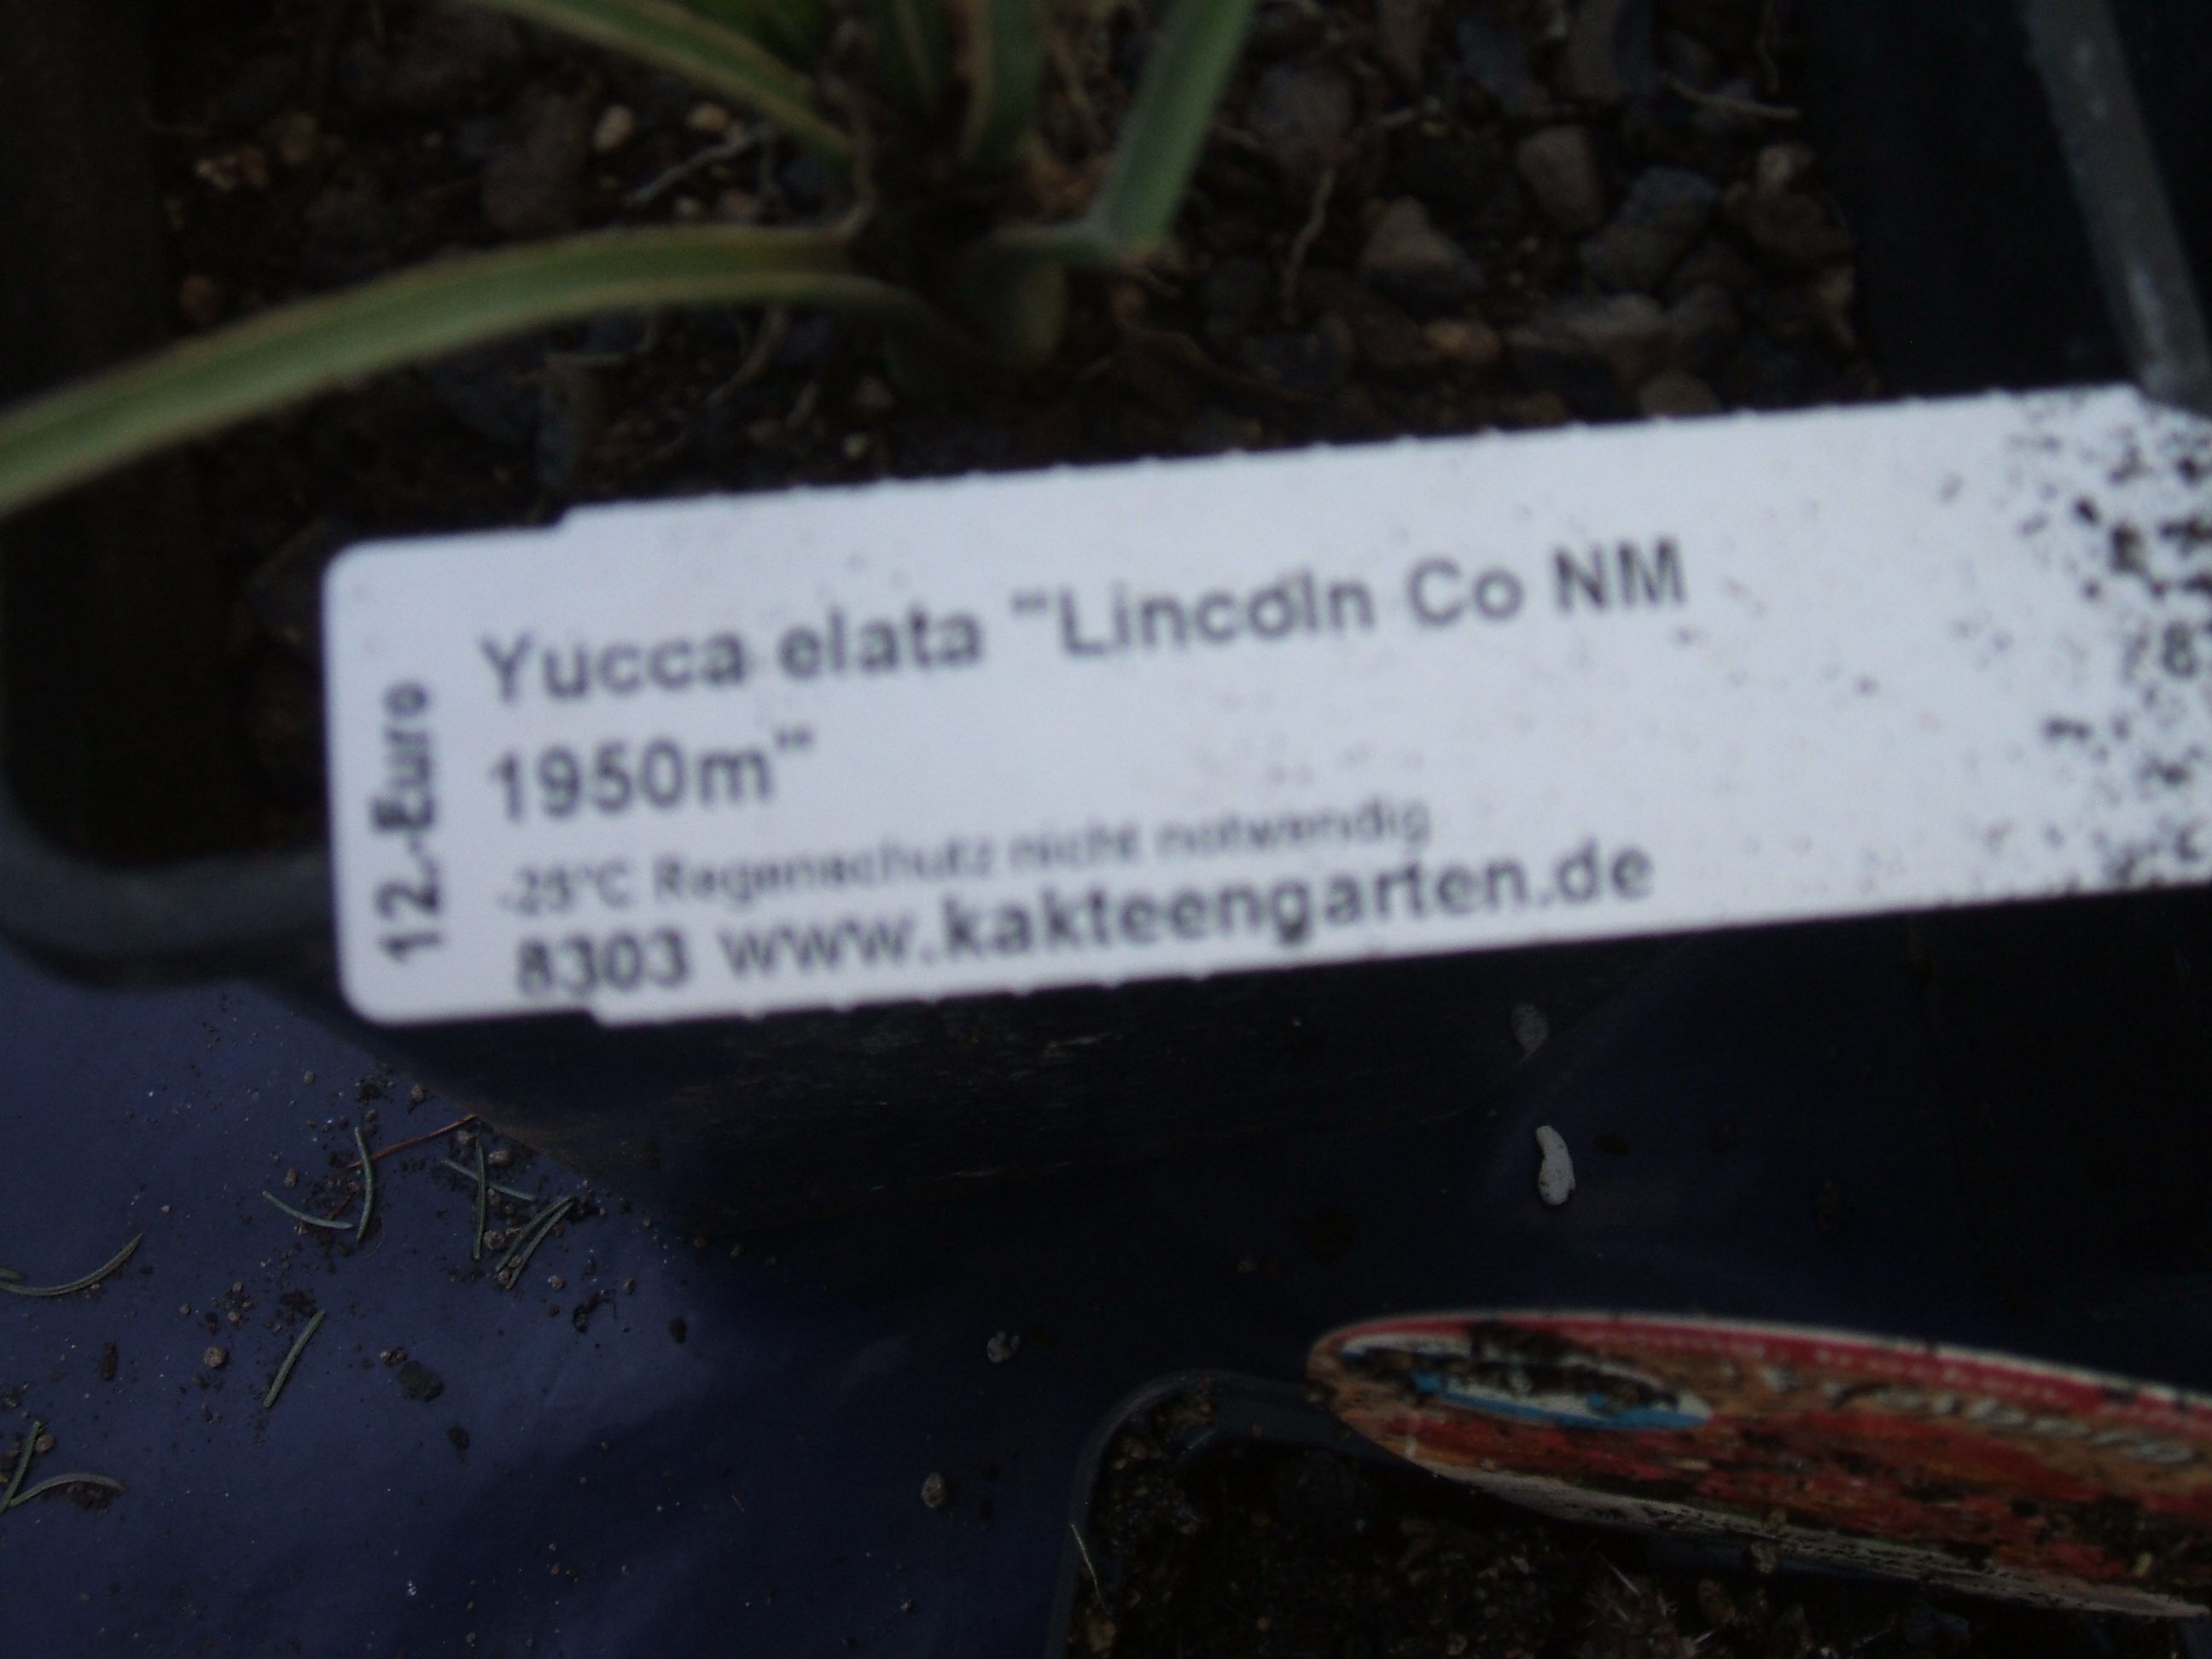 Yucca elata "Lincoln Co NM
1950m"
-25°C Regenschutz nicht notwendig
8303 www.kakteengarten.de
12.-Euro